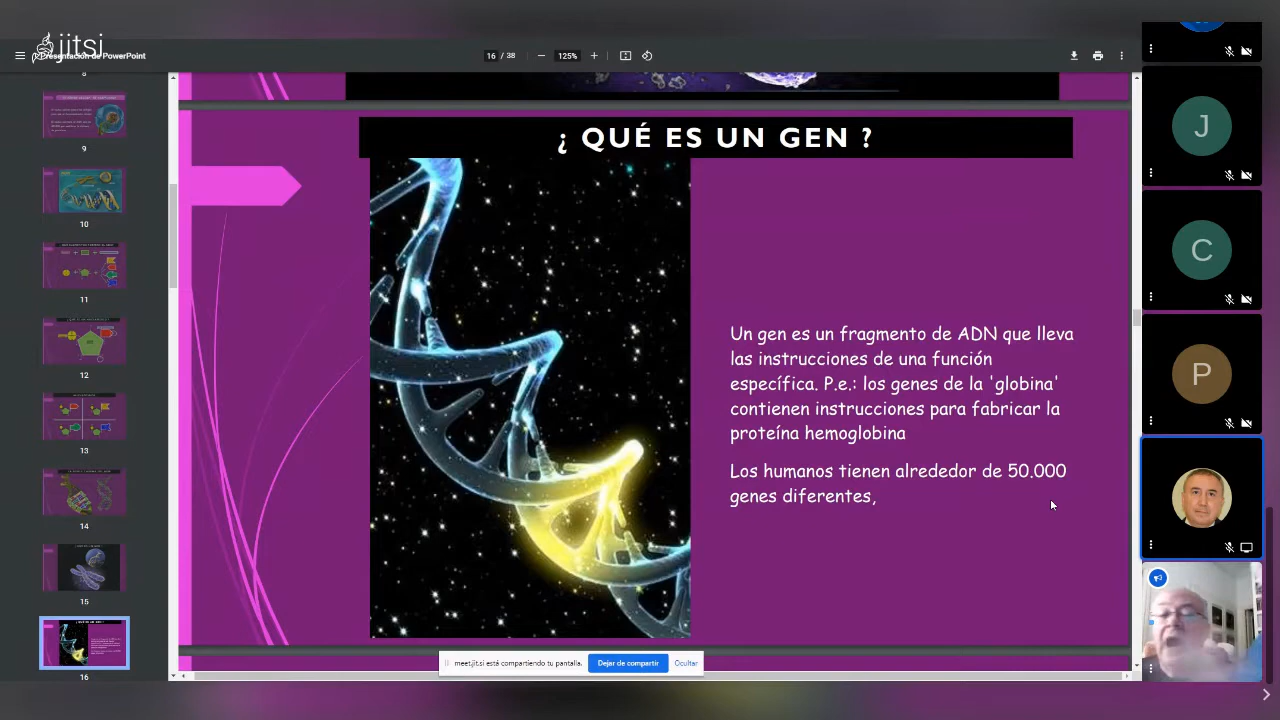 jitsi
Presentación de PowerPoint
16 / 38
125%
8
9
10
11
12
13
14
15
16
¿ QUÉ ES UN GEN ?
Un gen es un fragmento de ADN que lleva
las instrucciones de una función
específica. P.e.: los genes de la 'globina'
contienen instrucciones para fabricar la
proteína hemoglobina
Los humanos tienen alrededor de 50.000
genes diferentes,
meet.jit.si está compartiendo tu pantalla.
Dejar de compartir
Ocultar
J
C
P